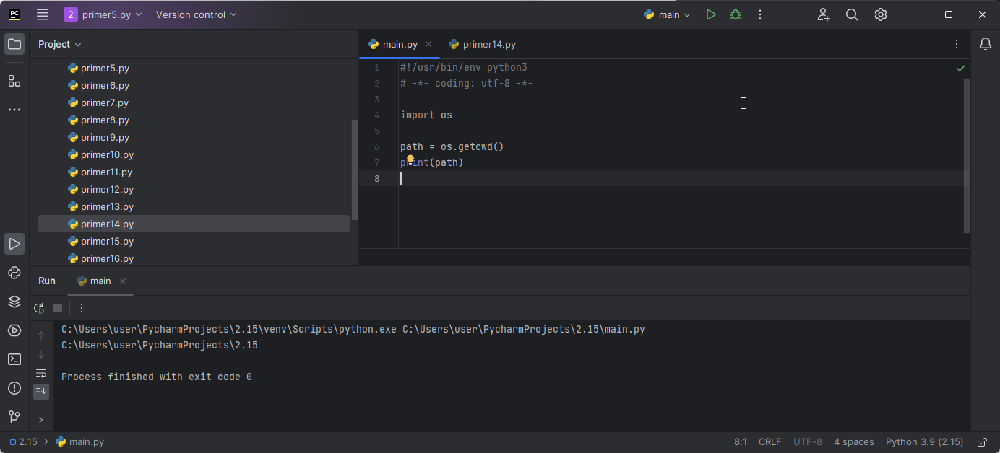 PC 2 primer5.py Version control main
Project
primer5.py
primer6.py
primer7.py
primer8.py
primer9.py
primer10.py
primer11.py
primer12.py
primer13.py
primer14.py
primer15.py
primer16.py
main.py primer14.py
1 #!/usr/bin/env python3
2 # -*- coding: utf-8 -*-
3
4 import os
5
6 path = os.getcwd()
7 print(path)
8
Run main
C:\Users\user\PycharmProjects\2.15\venv\Scripts\python.exe C:\Users\user\PycharmProjects\2.15\main.py
C:\Users\user\PycharmProjects\2.15
Process finished with exit code 0
2.15 main.py 8:1 CRLF UTF-8 4 spaces Python 3.9 (2.15)